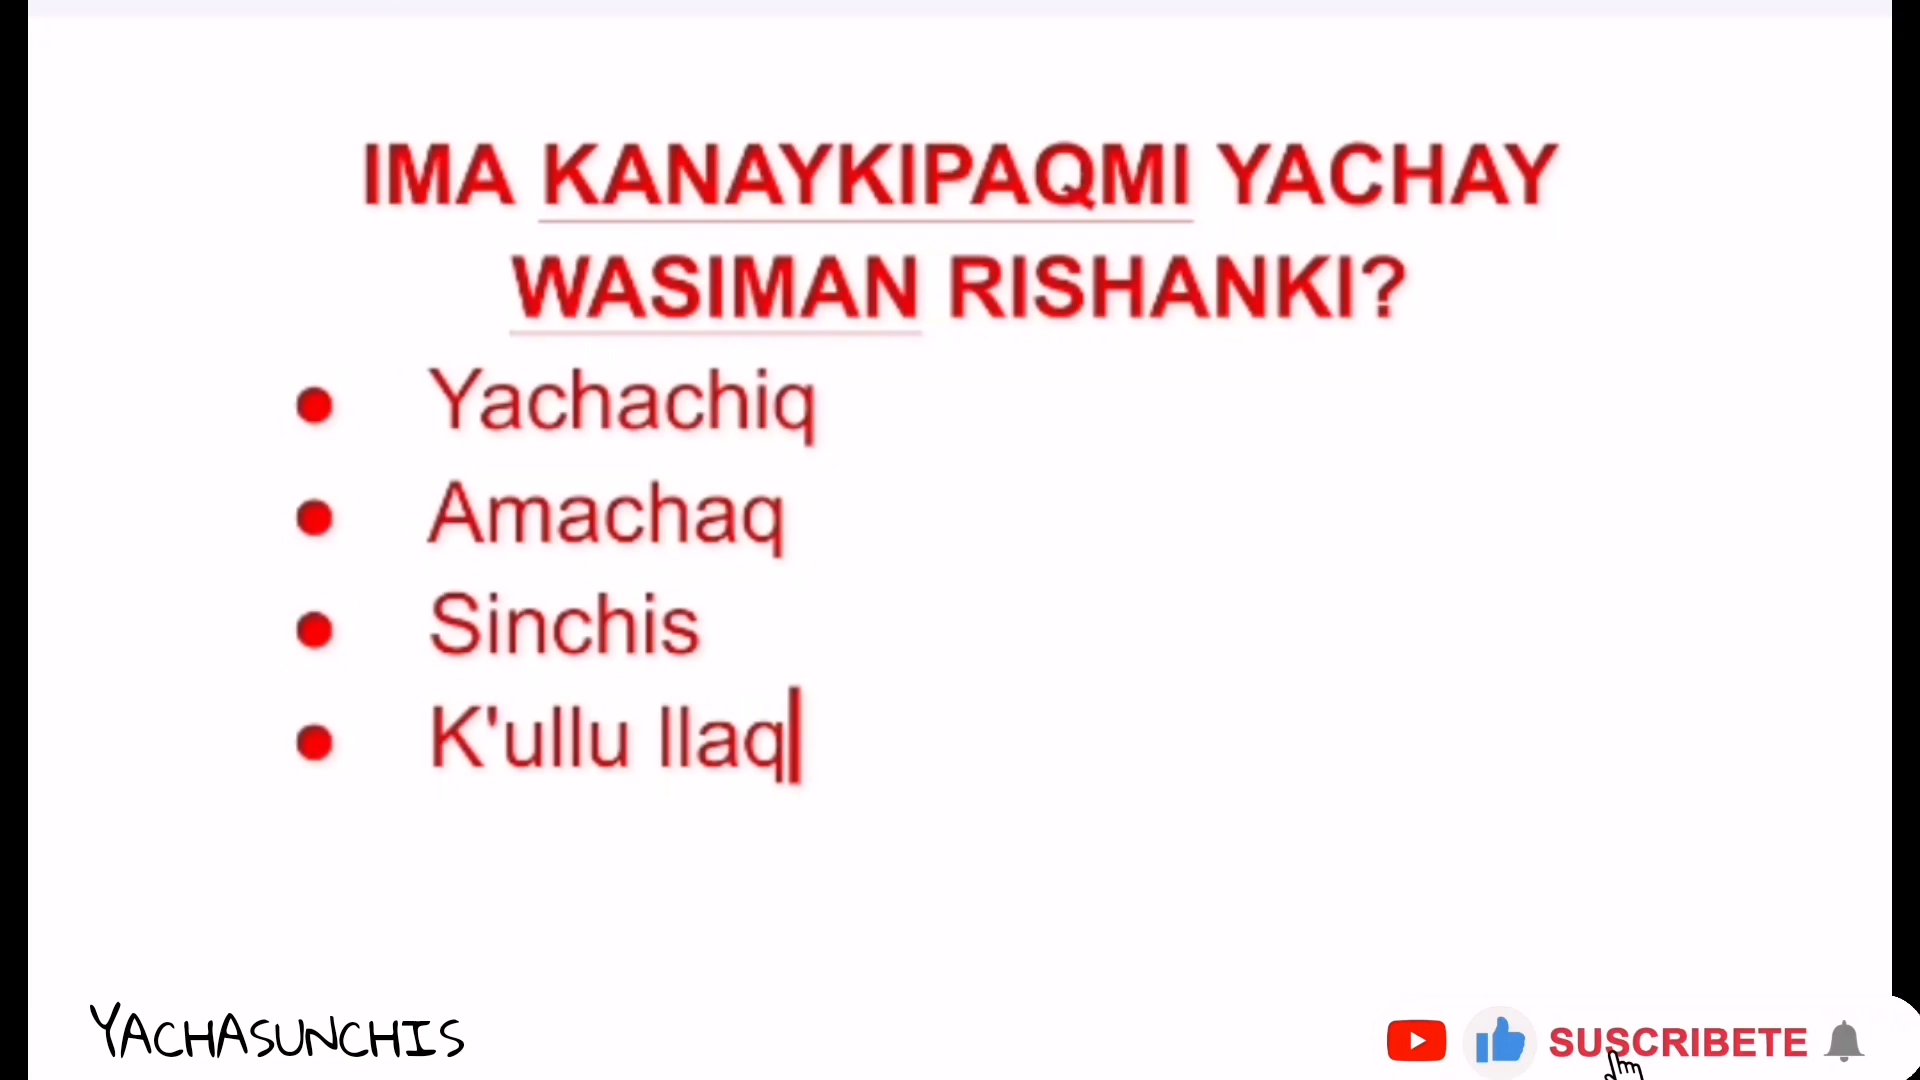 IMA KANAYKIPAQMI YACHAY
WASIMAN RISHANKI?
● Yachachiq
● Amachaq
● Sinchis
● K'ullu llaq
YACHASUNCHIS
SUSCRIBETE